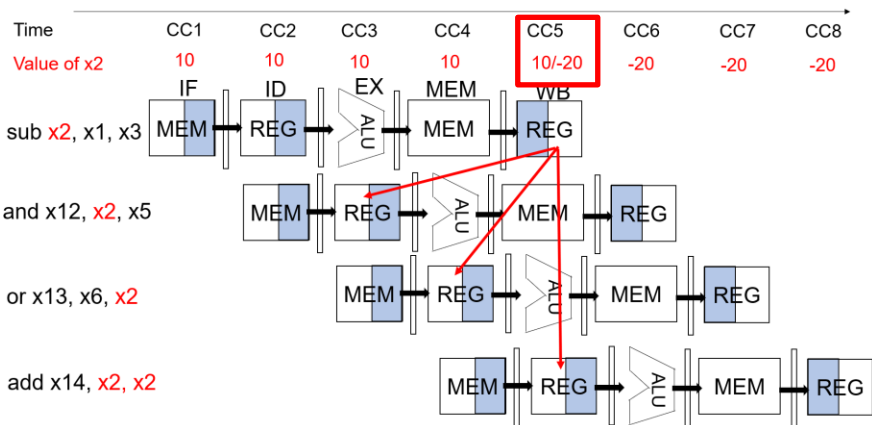 Time CC1 CC2 CC3 CC4 CC5 CC6 CC7 CC8
Value of x2 10 10 10 10 10/-20 -20 -20 -20
IF ID EX MEM WB
sub x2, x1, x3 MEM REG ALU MEM REG
and x12, x2, x5 MEM REG ALU MEM REG
or x13, x6, x2 MEM REG ALU MEM REG
add x14, x2, x2 MEM REG ALU MEM REG